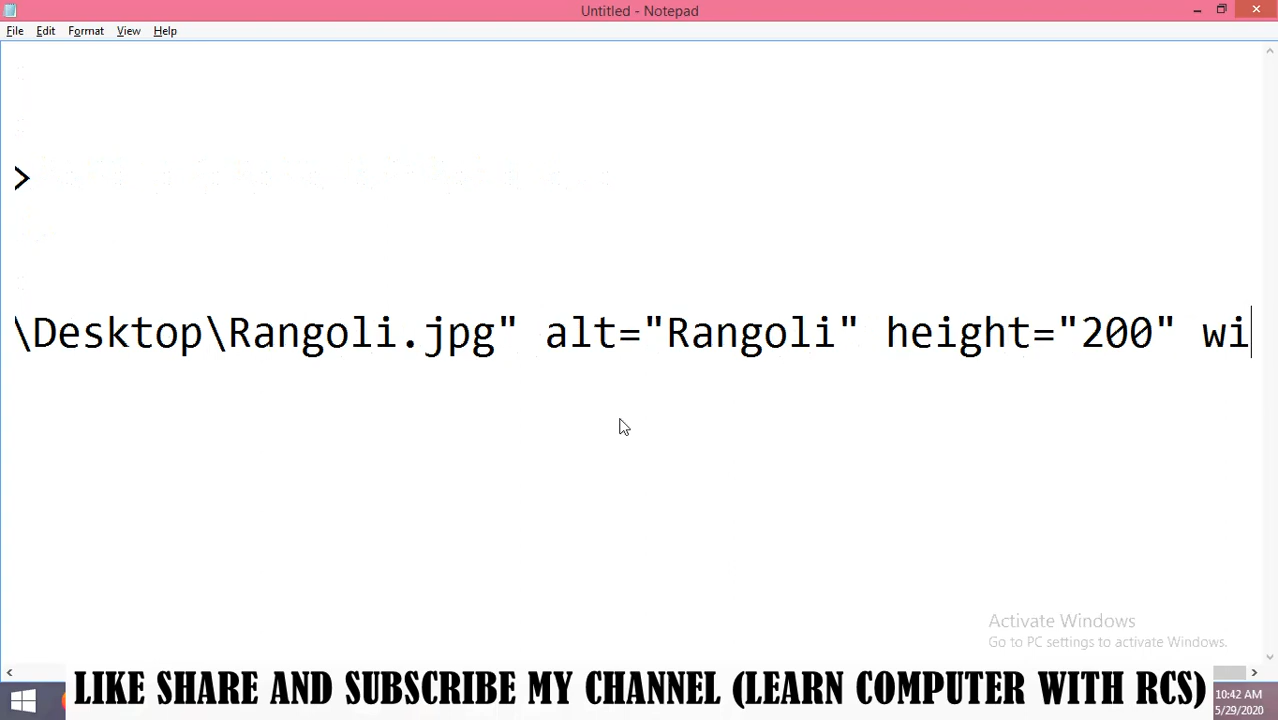 Untitled - Notepad
File Edit Format View Help
>
\Desktop\Rangoli.jpg" alt="Rangoli" height="200" wi
Activate Windows
Go to PC settings to activate Windows.
LIKE SHARE AND SUBSCRIBE MY CHANNEL (LEARN COMPUTER WITH RCS)
10:42 AM
5/29/2020